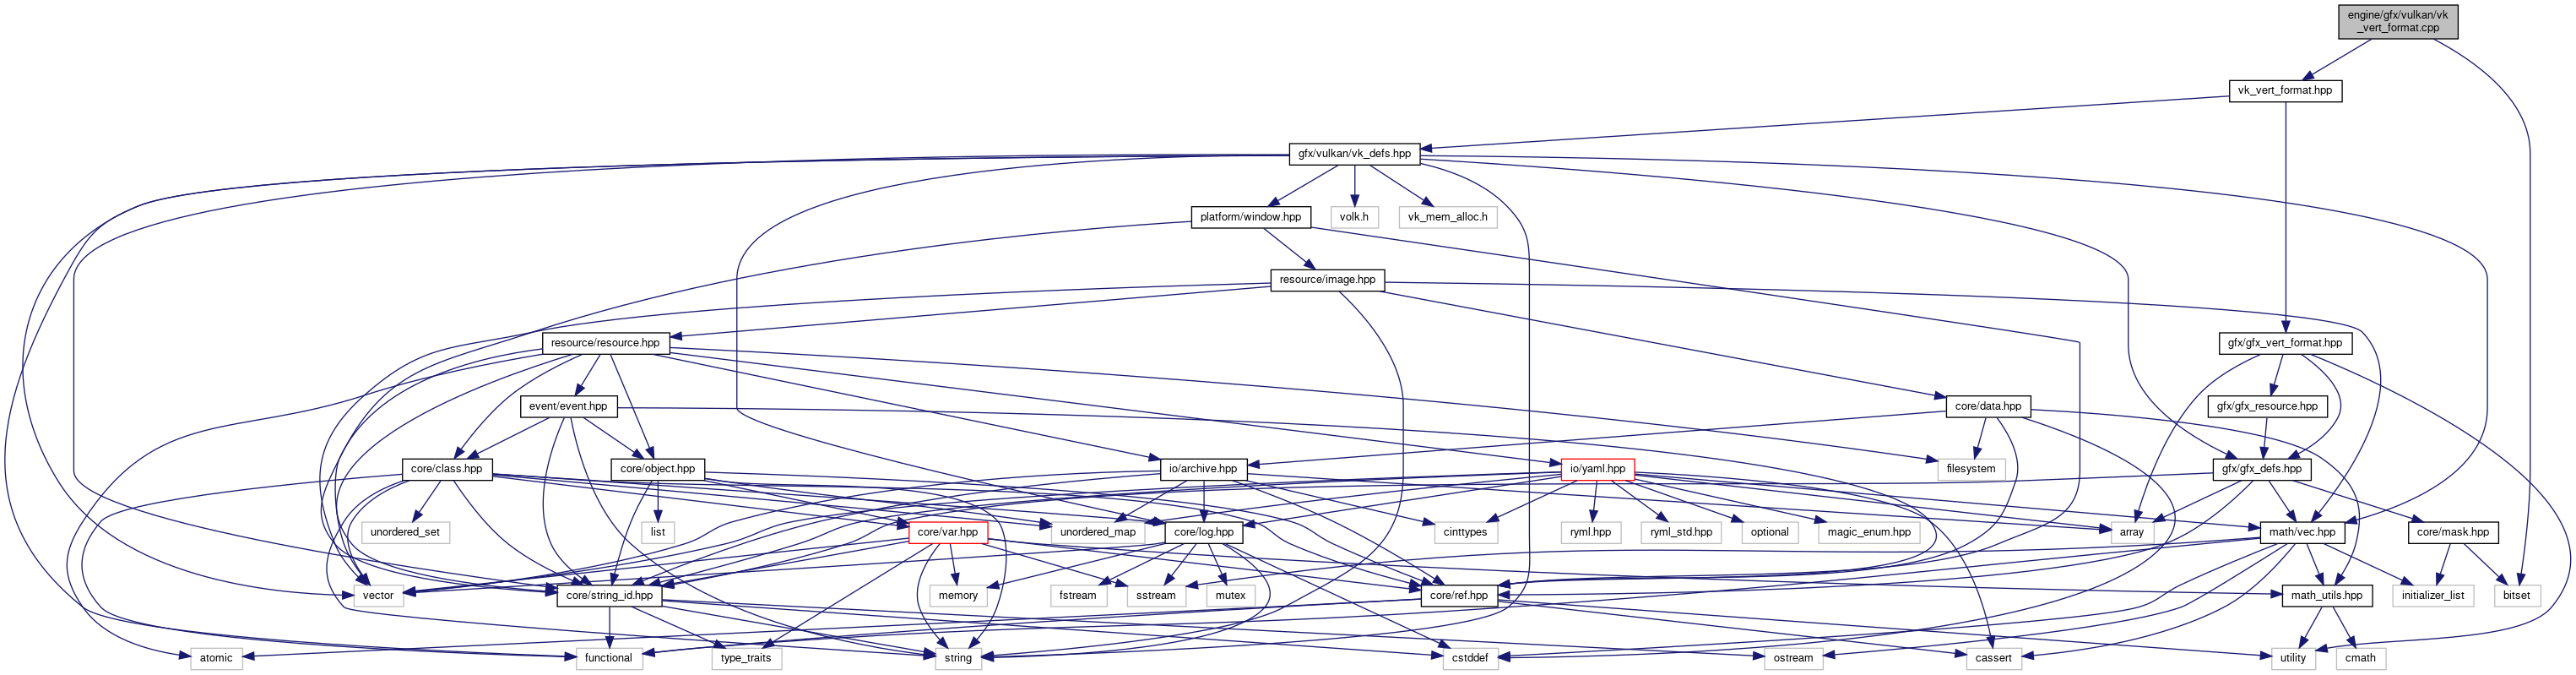 engine/gfx/vulkan/vk
_vert_format.cpp
vk_vert_format.hpp
gfx/vulkan/vk_defs.hpp
platform/window.hpp
volk.h
vk_mem_alloc.h
resource/image.hpp
resource/resource.hpp
gfx/gfx_vert_format.hpp
event/event.hpp
core/data.hpp
gfx/gfx_resource.hpp
core/class.hpp
core/object.hpp
io/archive.hpp
io/yaml.hpp
filesystem
gfx/gfx_defs.hpp
unordered_set
list
core/var.hpp
unordered_map
core/log.hpp
cinttypes
ryml.hpp
ryml_std.hpp
optional
magic_enum.hpp
array
math/vec.hpp
core/mask.hpp
vector
core/string_id.hpp
memory
fstream
sstream
mutex
core/ref.hpp
math_utils.hpp
initializer_list
bitset
atomic
functional
type_traits
string
cstddef
ostream
cassert
utility
cmath